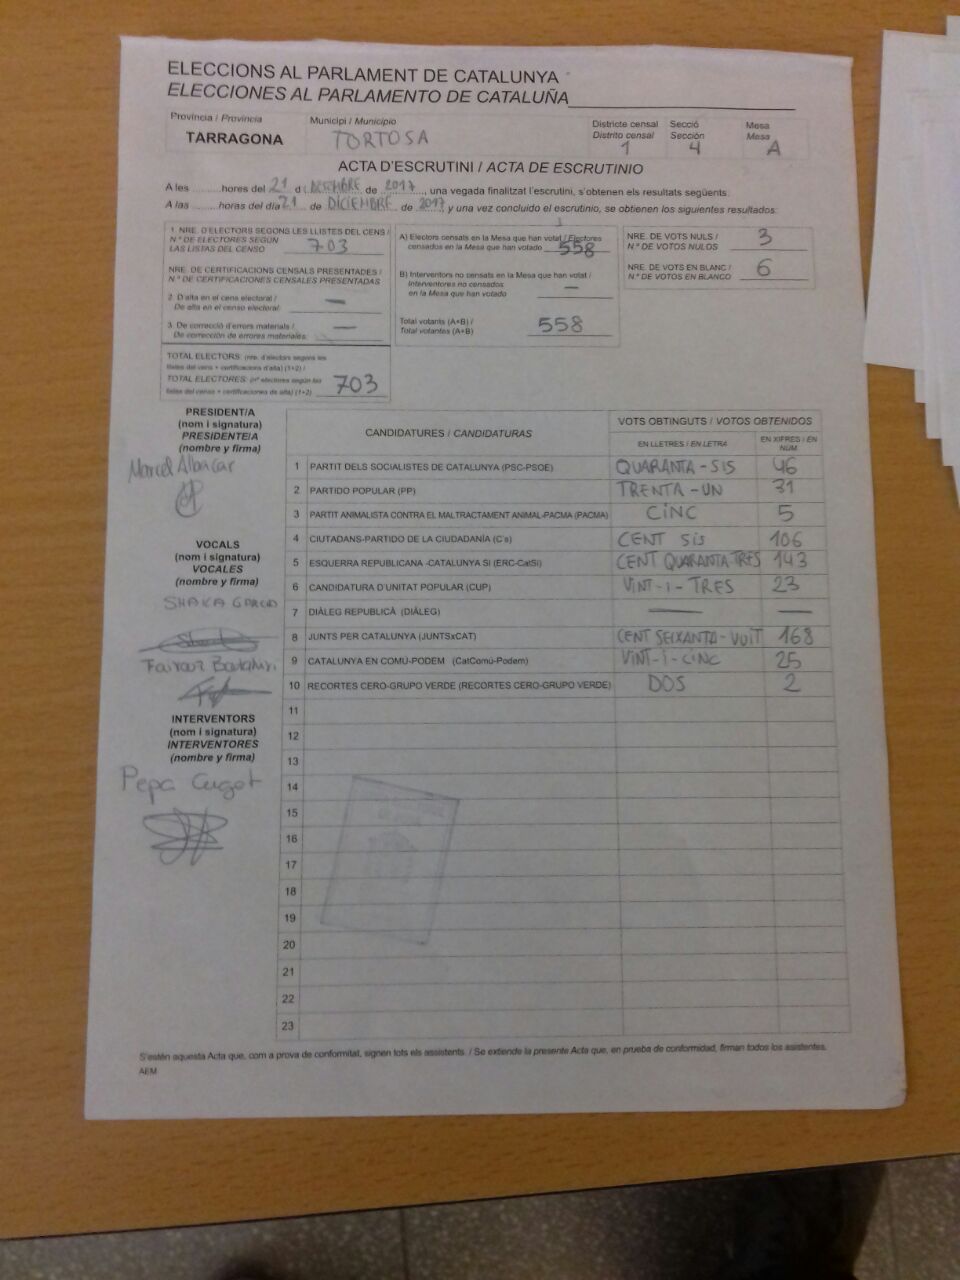 ELECCIONS AL PARLAMENT DE CATALUNYA
ELECCIONES AL PARLAMENTO DE CATALUÑA
Província / Provincia
TARRAGONA
Municipi / Municipio
TORTOSA
Districte censal
Distrito censal
1
Secció
Sección
4
Mesa
Mesa
A
ACTA D'ESCRUTINI / ACTA DE ESCRUTINIO
A les ......... hores del 21 d DESEMBRE de 2017, una vegada finalitzat l'escrutini, s'obtenen els resultats següents.
A las ......... horas del día 21 de DICIEMBRE de 2017 y una vez concluido el escrutinio, se obtienen los siguientes resultados:
1. NRE. D'ELECTORS SEGONS LES LLISTES DEL CENS /
N.º DE ELECTORES SEGÚN
LAS LISTAS DEL CENSO 703
NRE. DE CERTIFICACIONS CENSALS PRESENTADES /
N.º DE CERTIFICACIONES CENSALES PRESENTADAS
2. D'alta en el cens electoral /
De alta en el censo electoral: —
3. De correcció d'errers materials /
De corrección de errores materiales: —
TOTAL ELECTORS: (nre. d'electors segons les
llistes del cens + certificacions d'alta) (1+2) /
TOTAL ELECTORES: (nº electores según las
listas del censo + certificaciones de alta) (1+2) 703
A) Electors censats en la Mesa que han votat / Electores
censados en la Mesa que han votado 558
B) Interventors no censats en la Mesa que han votat /
Interventores no censados
en la Mesa que han votado —
Total votants (A+B) /
Total votantes (A+B) 558
NRE. DE VOTS NULS /
N.º DE VOTOS NULOS 3
NRE. DE VOTS EN BLANC /
N.º DE VOTOS EN BLANCO 6
PRESIDENT/A
(nom i signatura)
PRESIDENTE/A
(nombre y firma)
Marcel Albacar
VOCALS
(nom i signatura)
VOCALES
(nombre y firma)
SHAKA
INTERVENTORS
(nom i signatura)
INTERVENTORES
(nombre y firma)
Pepa Cugat
CANDIDATURES / CANDIDATURAS
VOTS OBTINGUTS / VOTOS OBTENIDOS
EN LLETRES / EN LETRA
EN XIFRES / EN NUM
1 PARTIT DELS SOCIALISTES DE CATALUNYA (PSC-PSOE) QUARANTA-SIS 46
2 PARTIDO POPULAR (PP) TRENTA-UN 31
3 PARTIT ANIMALISTA CONTRA EL MALTRACTAMENT ANIMAL-PACMA (PACMA) CINC 5
4 CIUTADANS-PARTIDO DE LA CIUDADANÍA (C's) CENT SIS 106
5 ESQUERRA REPUBLICANA -CATALUNYA SÍ (ERC-CatSí) CENT QUARANTA-TRES 143
6 CANDIDATURA D'UNITAT POPULAR (CUP) VINT-I-TRES 23
7 DIÀLEG REPUBLICÀ (DIÀLEG) — —
8 JUNTS PER CATALUNYA (JUNTSxCAT) CENT SEIXANTA-VUIT 168
9 CATALUNYA EN COMÚ-PODEM (CatComú-Podem) VINT-I-CINC 25
10 RECORTES CERO-GRUPO VERDE (RECORTES CERO-GRUPO VERDE) DOS 2
11
12
13
14
15
16
17
18
19
20
21
22
23
S'estén aquesta Acta que, com a prova de conformitat, signen tots els assistents. / Se extiende la presente Acta que, en prueba de conformidad, firman todos los asistentes.
AEM